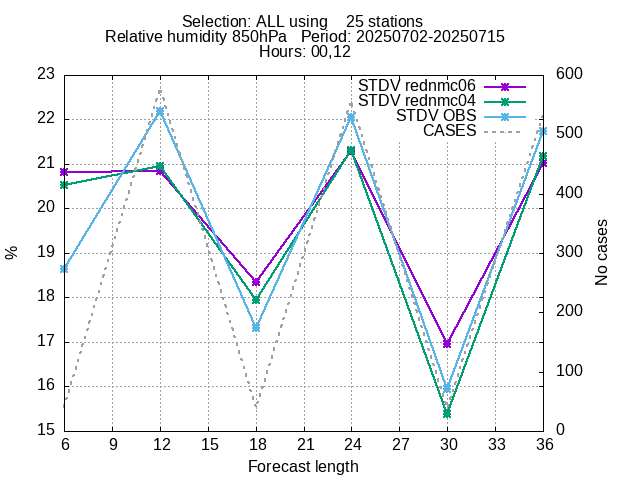 Selection: ALL using    25 stations
Relative humidity 850hPa   Period: 20250702-20250715
Hours: 00,12
STDV rednmc06
STDV rednmc04
STDV OBS
CASES
23
22
21
20
19
18
17
16
15
600
500
400
300
200
100
0
%
No cases
6 9 12 15 18 21 24 27 30 33 36
Forecast length